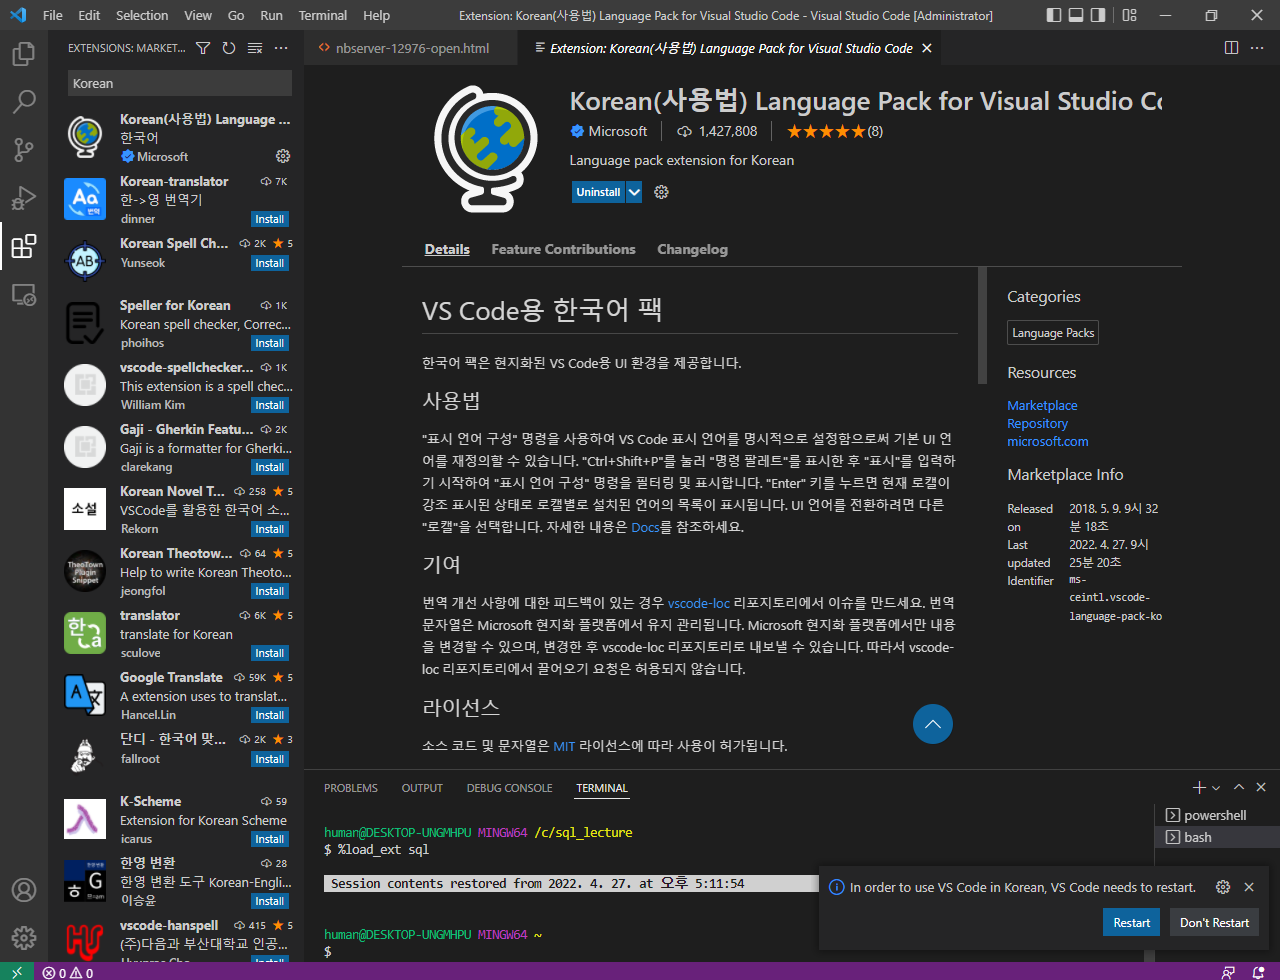 File Edit Selection View Go Run Terminal Help
Extension: Korean(사용법) Language Pack for Visual Studio Code - Visual Studio Code [Administrator]
EXTENSIONS: MARKET...
nbserver-12976-open.html
Extension: Korean(사용법) Language Pack for Visual Studio Code
Korean
Korean(사용법) Language ...
한국어
Microsoft
Korean-translator 7K
한->영 번역기
dinner Install
Korean Spell Ch... 2K 5
Yunseok Install
Speller for Korean 1K
Korean spell checker, Correc...
phoihos Install
vscode-spellchecker... 1K
This extension is a spell chec...
William Kim Install
Gaji - Gherkin Featu... 2K
Gaji is a formatter for Gherki...
clarekang Install
소설
Korean Novel T... 258 5
VSCode를 활용한 한국어 소...
Rekorn Install
TheoTown
Plugin
Snippet
Korean Theotow... 64 5
Help to write Korean Theoto...
jeongfol Install
translator 6K 5
translate for Korean
sculove Install
Google Translate 59K 5
A extension uses to translat...
Hancel.Lin Install
단디 - 한국어 맞... 2K 3
fallroot Install
K-Scheme 59
Extension for Korean Scheme
icarus Install
한영 변환 28
한영 변환 도구 Korean-Engli...
이승윤 Install
vscode-hanspell 415 5
(주)다음과 부산대학교 인공...
Install
Korean(사용법) Language Pack for Visual Studio Co
Microsoft 1,427,808 (8)
Language pack extension for Korean
Uninstall
Details Feature Contributions Changelog
VS Code용 한국어 팩
한국어 팩은 현지화된 VS Code용 UI 환경을 제공합니다.
사용법
"표시 언어 구성" 명령을 사용하여 VS Code 표시 언어를 명시적으로 설정함으로써 기본 UI 언
어를 재정의할 수 있습니다. "Ctrl+Shift+P"를 눌러 "명령 팔레트"를 표시한 후 "표시"를 입력하
기 시작하여 "표시 언어 구성" 명령을 필터링 및 표시합니다. "Enter" 키를 누르면 현재 로캘이
강조 표시된 상태로 로캘별로 설치된 언어의 목록이 표시됩니다. UI 언어를 전환하려면 다른
"로캘"을 선택합니다. 자세한 내용은 Docs를 참조하세요.
기여
번역 개선 사항에 대한 피드백이 있는 경우 vscode-loc 리포지토리에서 이슈를 만드세요. 번역
문자열은 Microsoft 현지화 플랫폼에서 유지 관리됩니다. Microsoft 현지화 플랫폼에서만 내용
을 변경할 수 있으며, 변경한 후 vscode-loc 리포지토리로 내보낼 수 있습니다. 따라서 vscode-
loc 리포지토리에서 끌어오기 요청은 허용되지 않습니다.
라이선스
소스 코드 및 문자열은 MIT 라이선스에 따라 사용이 허가됩니다.
Categories
Language Packs
Resources
Marketplace
Repository
microsoft.com
Marketplace Info
Released on 2018. 5. 9. 9시 32분 18초
Last updated 2022. 4. 27. 9시 25분 20초
Identifier ms-ceintl.vscode-language-pack-ko
PROBLEMS OUTPUT DEBUG CONSOLE TERMINAL
human@DESKTOP-UNGMHPU MINGW64 /c/sql_lecture
$ %load_ext sql
Session contents restored from 2022. 4. 27. at 오후 5:11:54
human@DESKTOP-UNGMHPU MINGW64 ~
$
powershell
bash
In order to use VS Code in Korean, VS Code needs to restart.
Restart Don't Restart
0 0